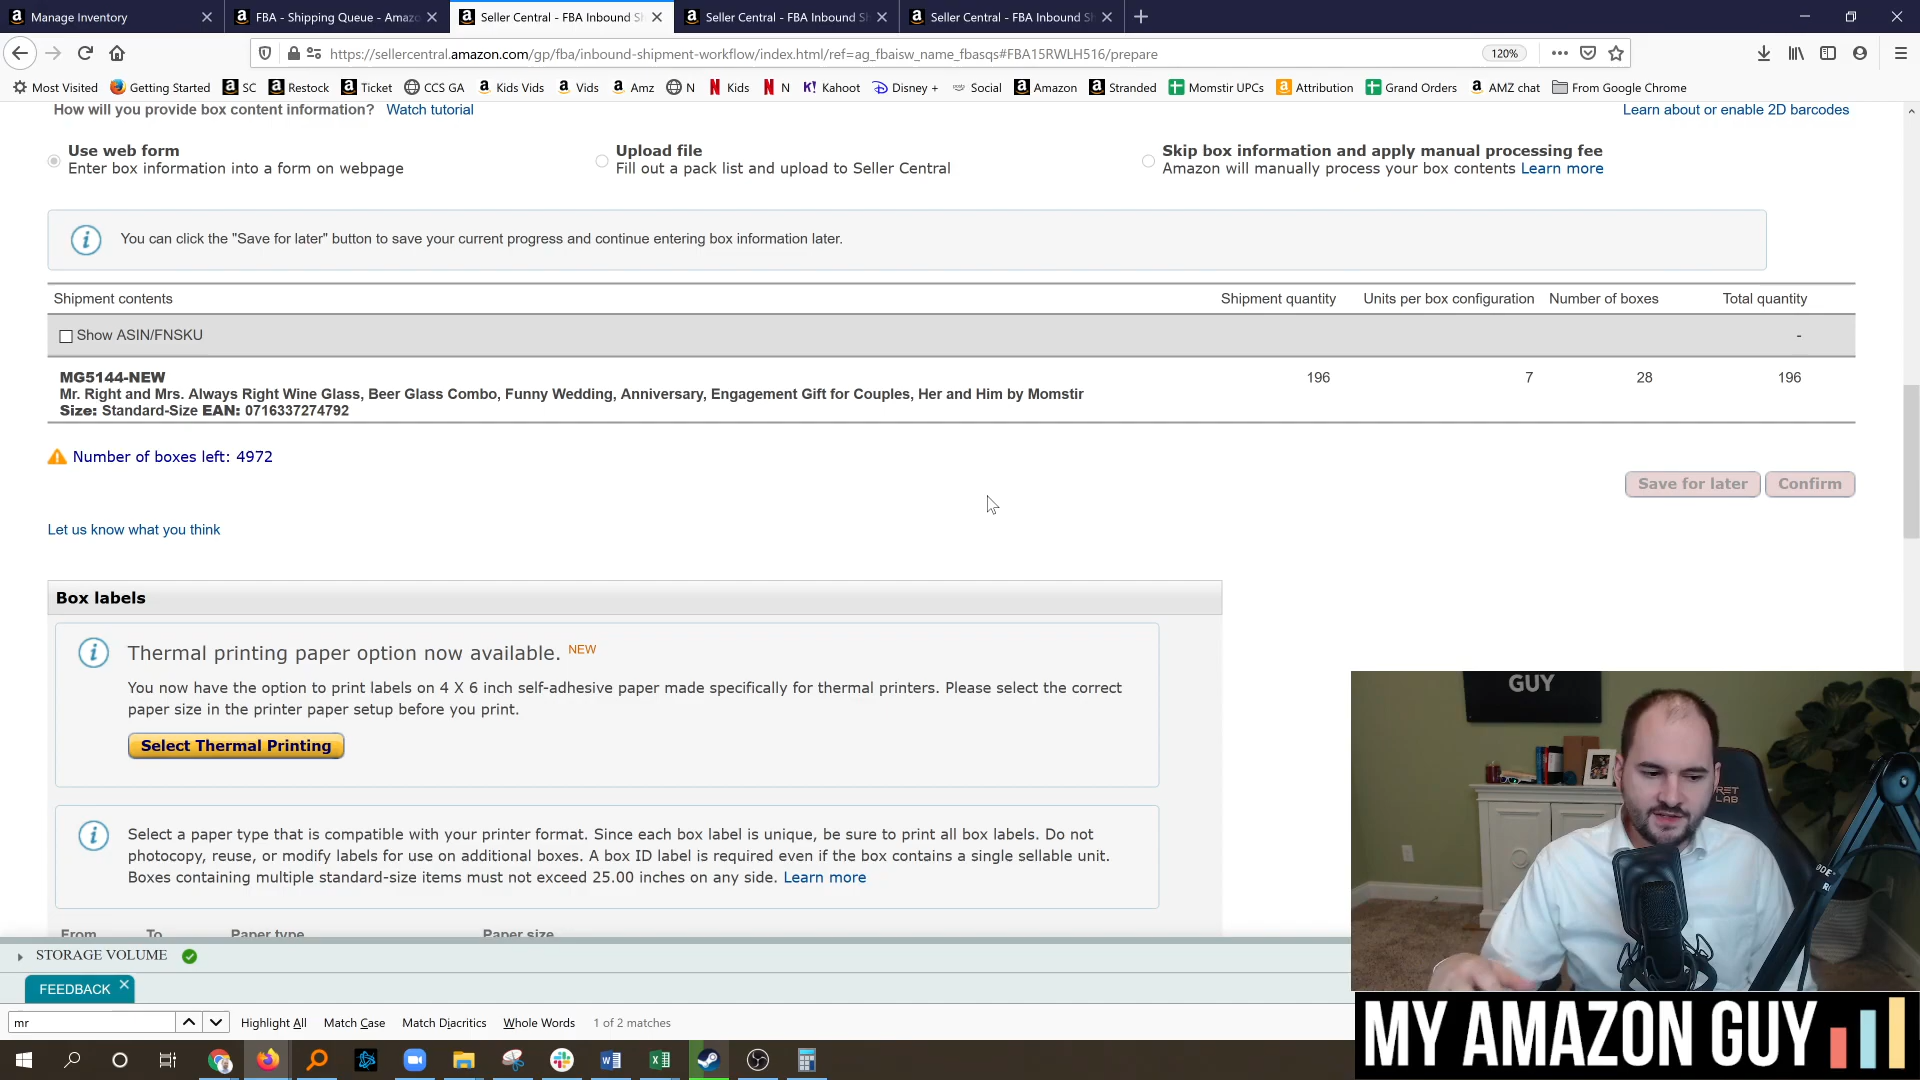 Manage Inventory
FBA - Shipping Queue - Amazo
Seller Central - FBA Inbound S
Seller Central - FBA Inbound S
Seller Central - FBA Inbound S
https://sellercentral.amazon.com/gp/fba/inbound-shipment-workflow/index.html/ref=ag_fbaisw_name_fbasqs#FBA15RWLH516/prepare
120%
Most Visited Getting Started SC Restock Ticket CCS GA Kids Vids Vids Amz N Kids N Kahoot Disney + Social Amazon Stranded Momstir UPCs Attribution Grand Orders AMZ chat From Google Chrome
How will you provide box content information? Watch tutorial Learn about or enable 2D barcodes
Use web form Upload file Skip box information and apply manual processing fee
Enter box information into a form on webpage Fill out a pack list and upload to Seller Central Amazon will manually process your box contents Learn more
You can click the "Save for later" button to save your current progress and continue entering box information later.
Shipment contents Shipment quantity Units per box configuration Number of boxes Total quantity
Show ASIN/FNSKU -
MG5144-NEW 196 7 28 196
Mr. Right and Mrs. Always Right Wine Glass, Beer Glass Combo, Funny Wedding, Anniversary, Engagement Gift for Couples, Her and Him by Momstir
Size: Standard-Size EAN: 0716337274792
Number of boxes left: 4972
Save for later Confirm
Let us know what you think
Box labels
Thermal printing paper option now available. NEW
You now have the option to print labels on 4 X 6 inch self-adhesive paper made specifically for thermal printers. Please select the correct
paper size in the printer paper setup before you print.
Select Thermal Printing
Select a paper type that is compatible with your printer format. Since each box label is unique, be sure to print all box labels. Do not
photocopy, reuse, or modify labels for use on additional boxes. A box ID label is required even if the box contains a single sellable unit.
Boxes containing multiple standard-size items must not exceed 25.00 inches on any side. Learn more
From To Paper type Paper size
STORAGE VOLUME
FEEDBACK
mr Highlight All Match Case Match Diacritics Whole Words 1 of 2 matches
GUY
MY AMAZON GUY